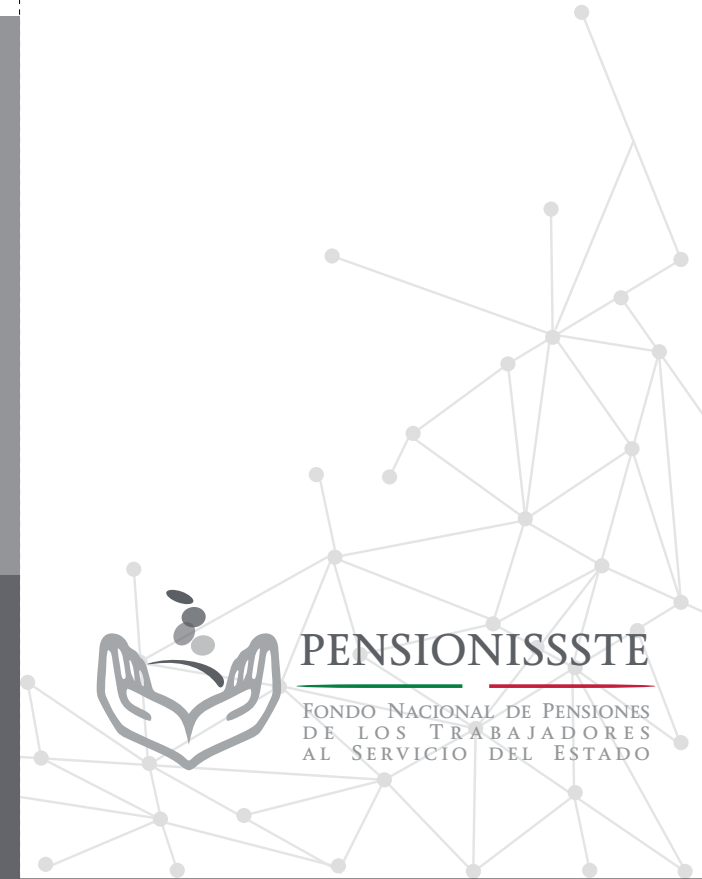 PENSIONISSSTE
FONDO NACIONAL DE PENSIONES
DE LOS TRABAJADORES
AL SERVICIO DEL ESTADO